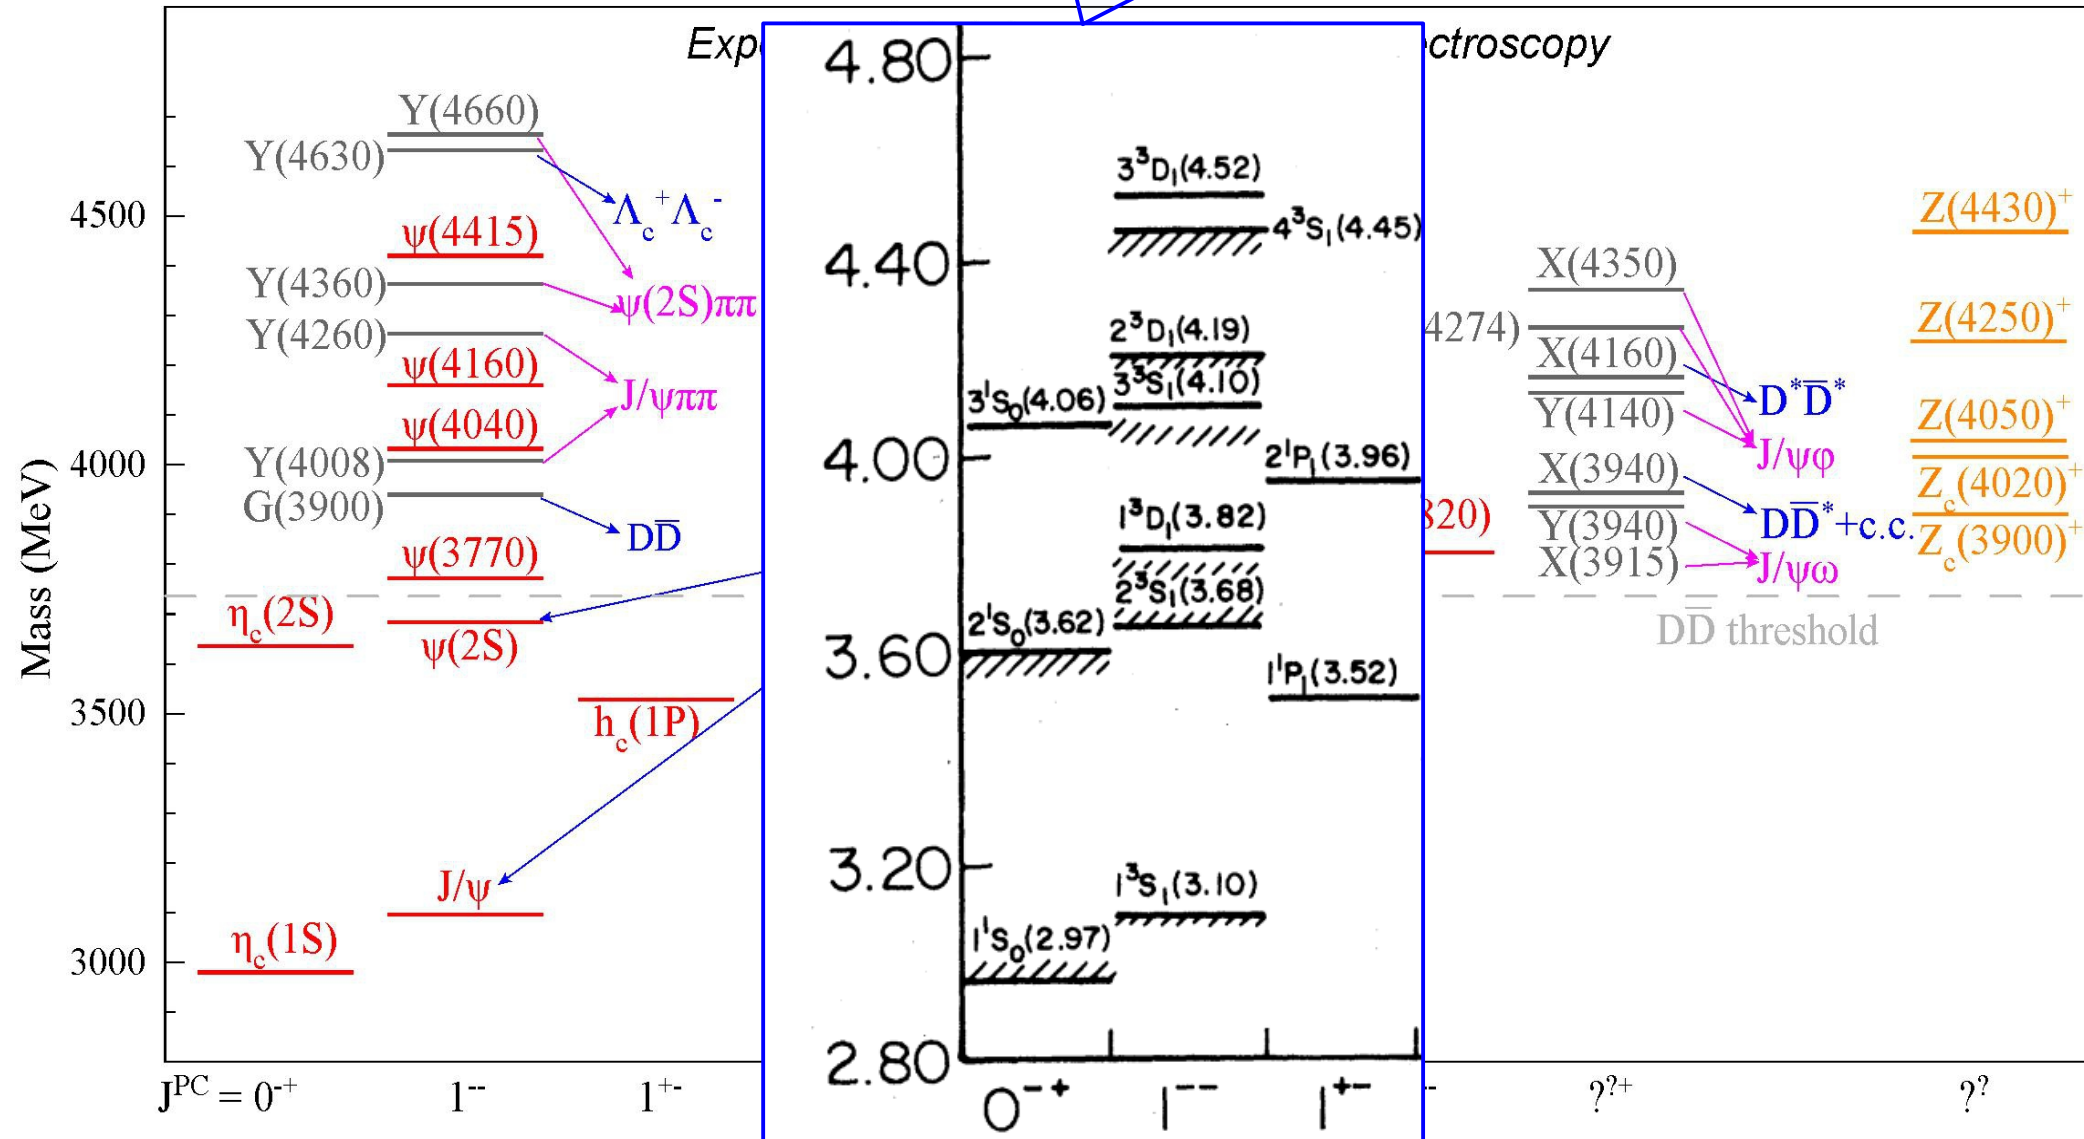 Expe
ctroscopy
Mass (MeV)
4500
4000
3500
3000
Y(4660)
Y(4630)
Λc+Λc-
ψ(4415)
Y(4360)
ψ(2S)ππ
Y(4260)
ψ(4160)
J/ψππ
ψ(4040)
Y(4008)
G(3900)
DD̅
ψ(3770)
ηc(2S)
ψ(2S)
hc(1P)
J/ψ
ηc(1S)
JPC = 0-+
1--
1+-
4.80
4.40
4.00
3.60
3.20
2.80
3³D₁(4.52)
4³S₁(4.45)
2³D₁(4.19)
3³S₁(4.10)
3¹S₀(4.06)
2¹P₁(3.96)
1³D₁(3.82)
2³S₁(3.68)
2¹S₀(3.62)
1¹P₁(3.52)
1³S₁(3.10)
1¹S₀(2.97)
0-+
1--
1+-
4274)
820)
X(4350)
X(4160)
D*D̅*
Y(4140)
J/ψφ
X(3940)
Y(3940)
DD̅*+c.c.
X(3915)
J/ψω
DD̅ threshold
Z(4430)+
Z(4250)+
Z(4050)+
Zc(4020)+
Zc(3900)+
-
??+
??